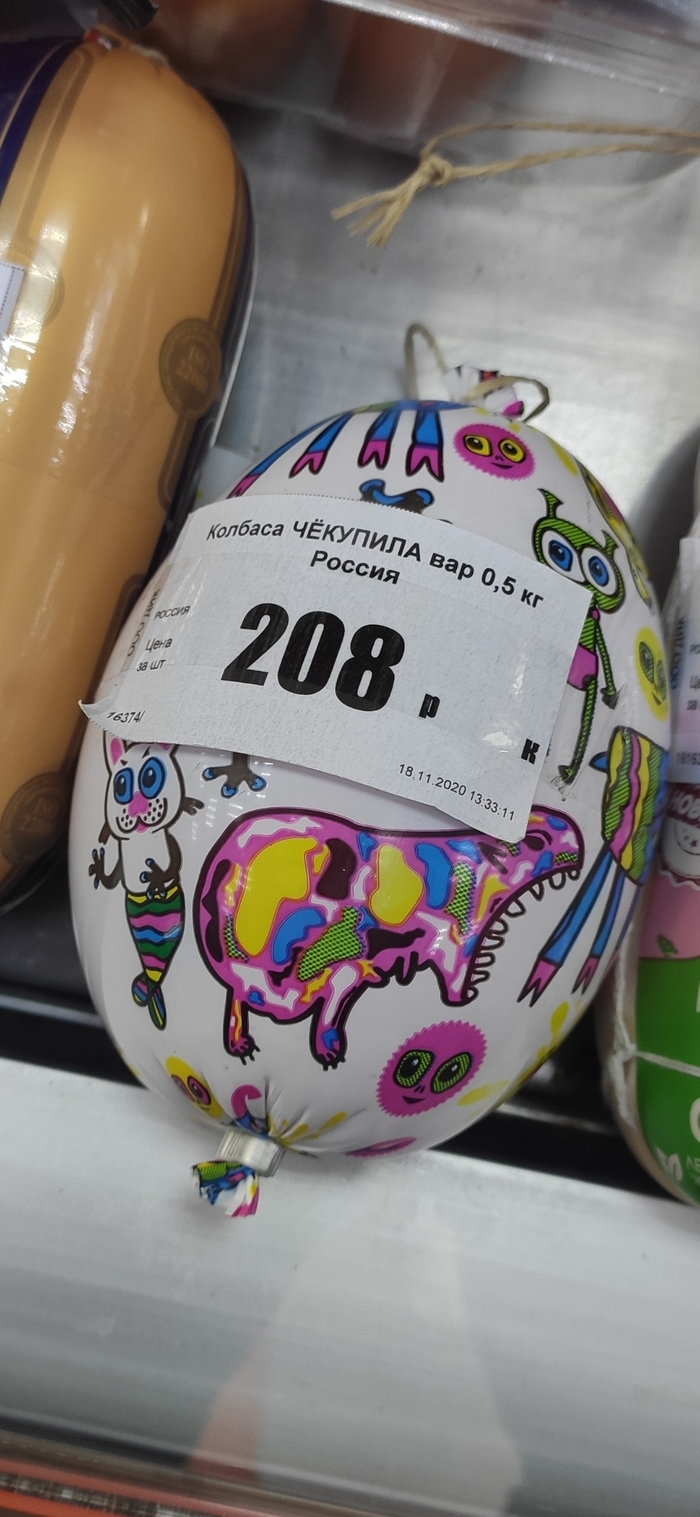 Колбаса ЧЁКУПИЛА вар 0,5 кг
Россия
РОССИЯ
Цена
за шт
208 р
К
18.11.2020 13:33:11